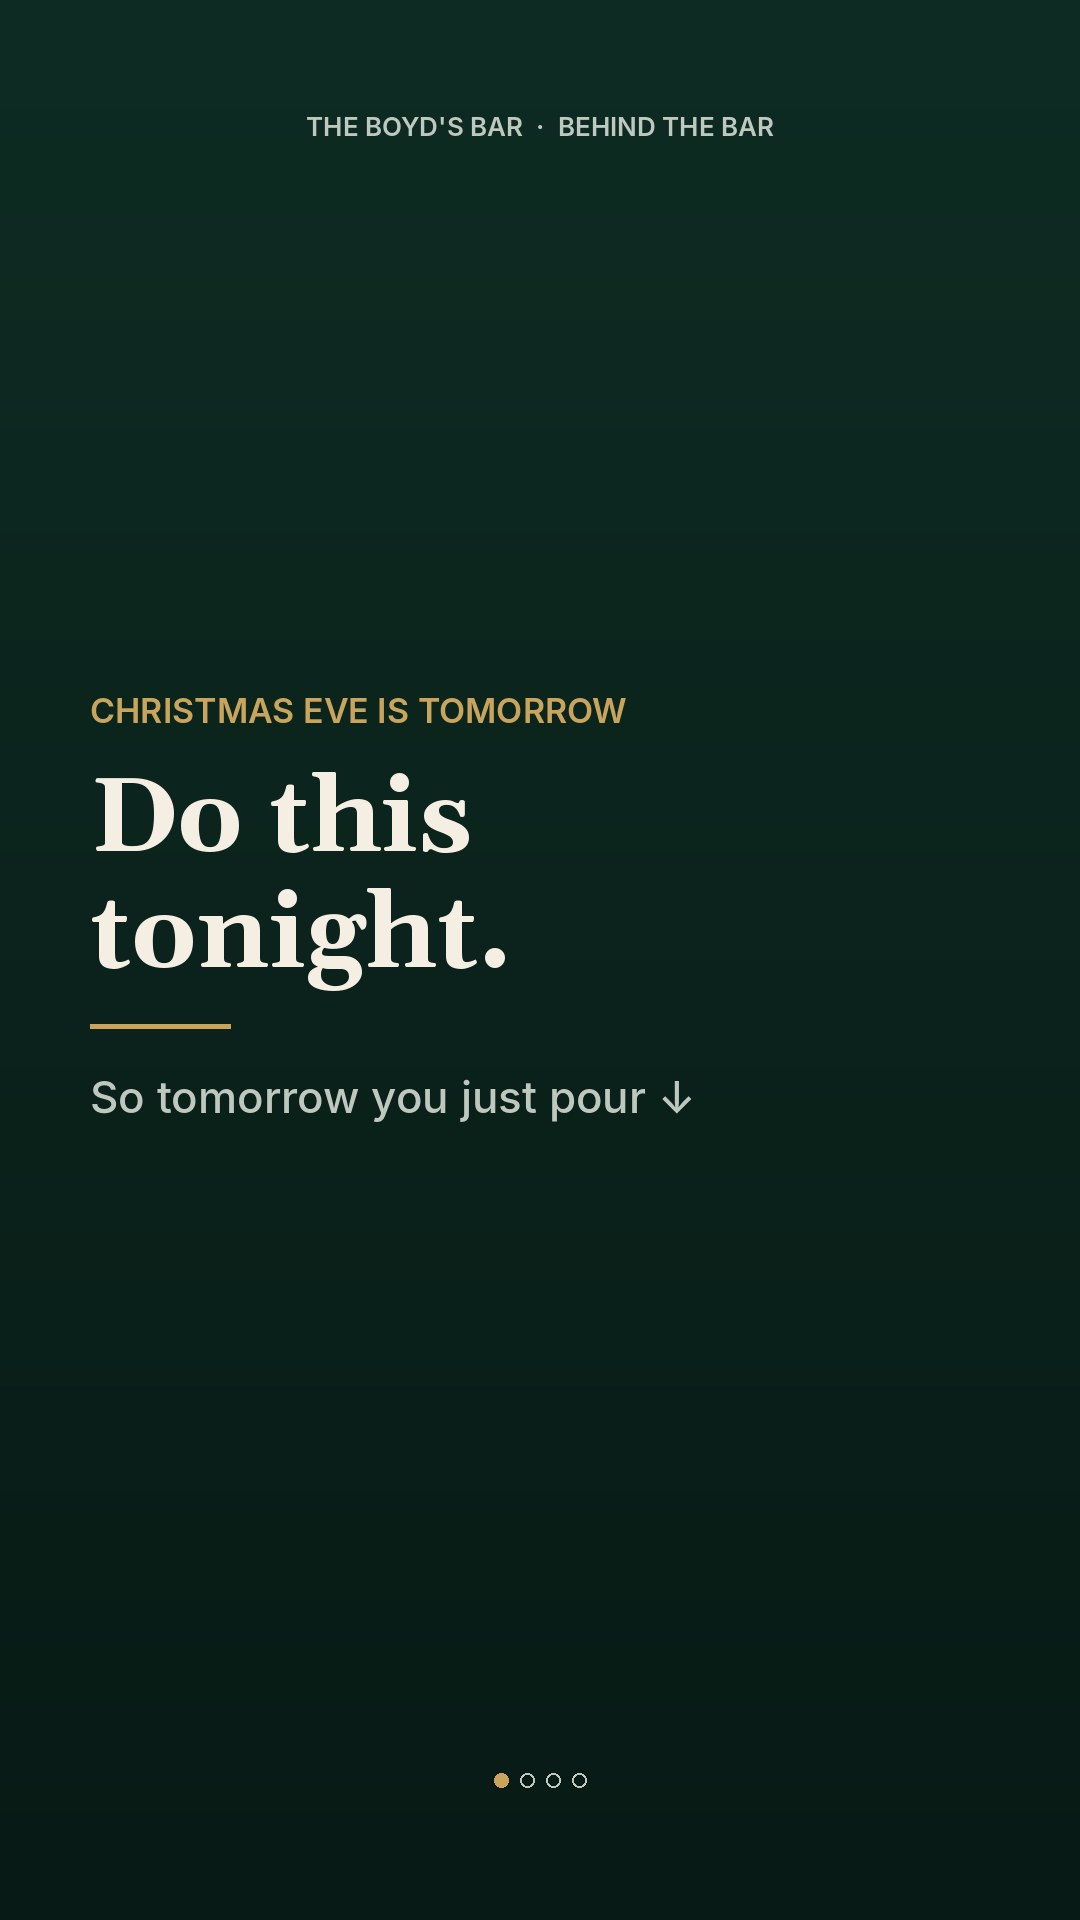 THE BOYD'S BAR · BEHIND THE BAR
CHRISTMAS EVE IS TOMORROW
Do this
tonight.
So tomorrow you just pour ↓